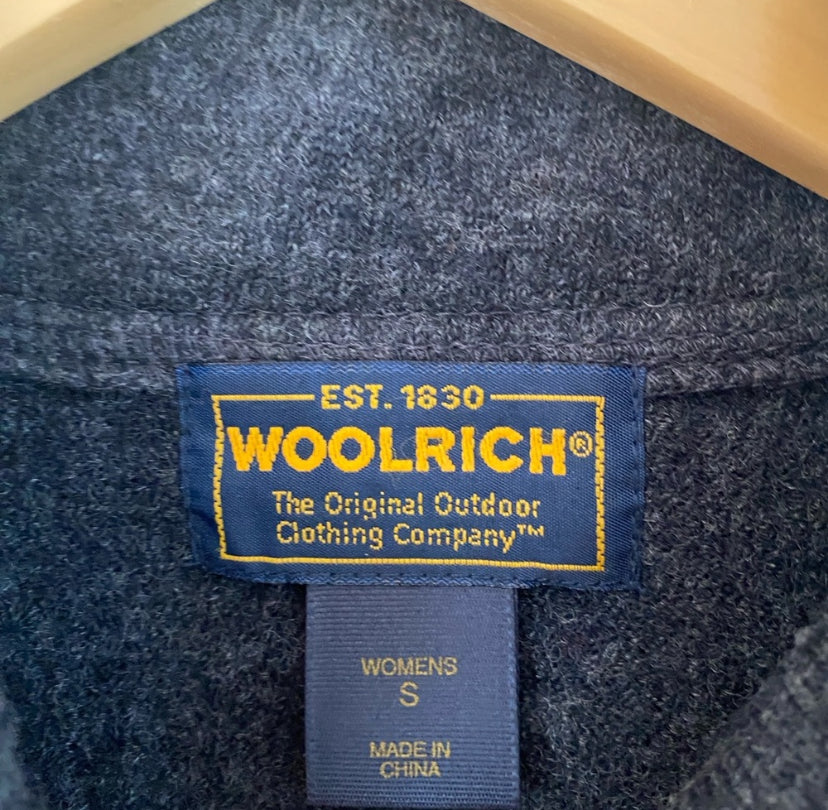 EST. 1830
WOOLRICH®
The Original Outdoor
Clothing Company™
WOMENS
S
MADE IN
CHINA